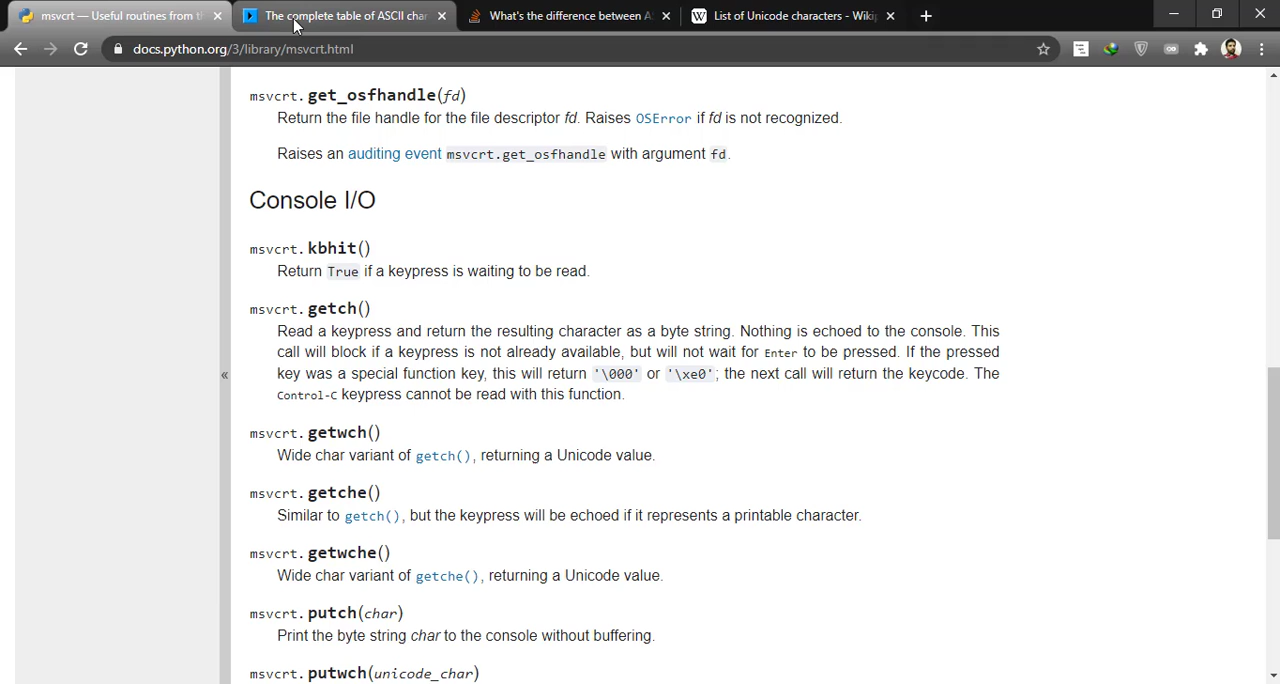 msvcrt — Useful routines from t
The complete table of ASCII char
What's the difference between A
List of Unicode characters - Wikip
docs.python.org/3/library/msvcrt.html
msvcrt.get_osfhandle(fd)
Return the file handle for the file descriptor fd. Raises OSError if fd is not recognized.
Raises an auditing event msvcrt.get_osfhandle with argument fd.
Console I/O
msvcrt.kbhit()
Return True if a keypress is waiting to be read.
msvcrt.getch()
Read a keypress and return the resulting character as a byte string. Nothing is echoed to the console. This
call will block if a keypress is not already available, but will not wait for Enter to be pressed. If the pressed
key was a special function key, this will return '\000' or '\xe0'; the next call will return the keycode. The
Control-C keypress cannot be read with this function.
«
msvcrt.getwch()
Wide char variant of getch(), returning a Unicode value.
msvcrt.getche()
Similar to getch(), but the keypress will be echoed if it represents a printable character.
msvcrt.getwche()
Wide char variant of getche(), returning a Unicode value.
msvcrt.putch(char)
Print the byte string char to the console without buffering.
msvcrt.putwch(unicode_char)